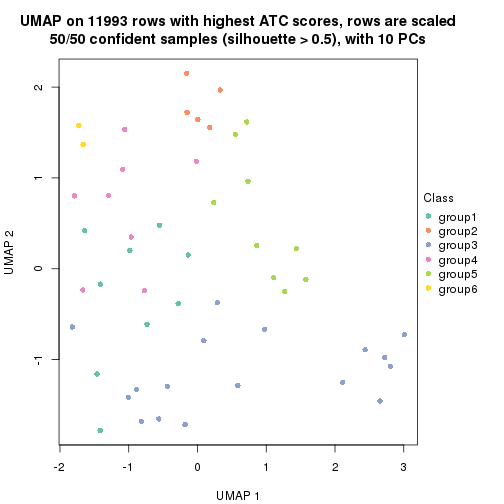 UMAP on 11993 rows with highest ATC scores, rows are scaled
50/50 confident samples (silhouette > 0.5), with 10 PCs
2
1
0
-1
UMAP 2
-2
-1
0
1
2
3
UMAP 1
Class
group1
group2
group3
group4
group5
group6